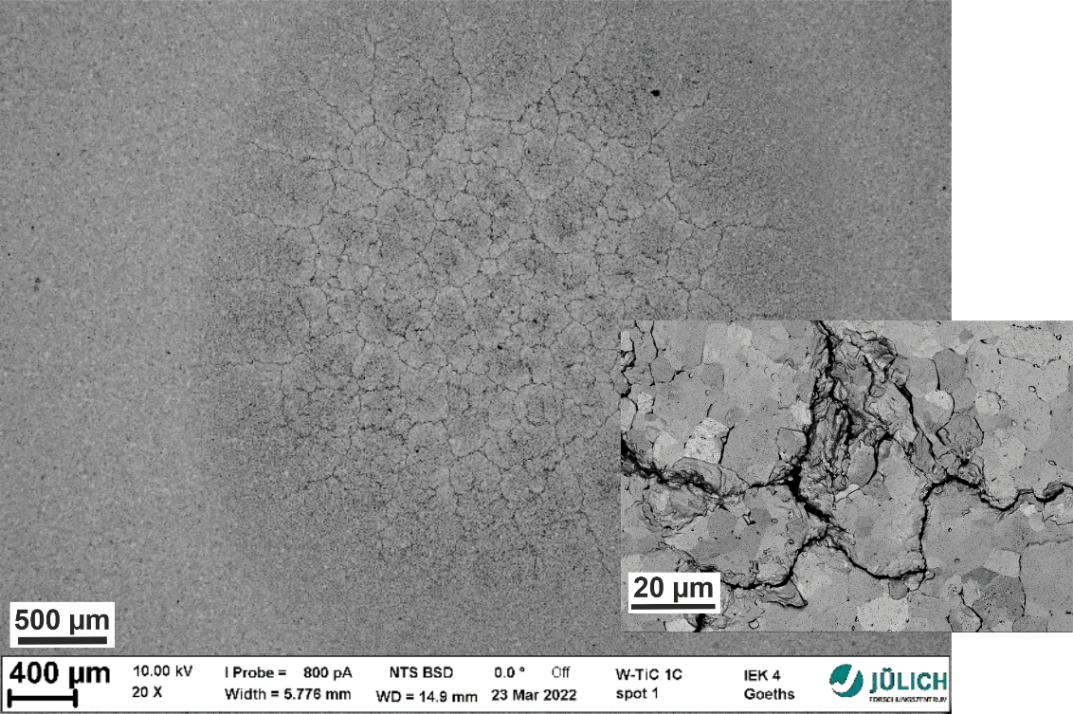 20 µm
500 µm
400 µm
10.00 kV
20 X
I Probe = 800 pA
Width = 5.776 mm
NTS BSD
WD = 14.9 mm
0.0 ° Off
23 Mar 2022
W-TiC 1C
spot 1
IEK 4
Goeths
JÜLICH
FORSCHUNGSZENTRUM